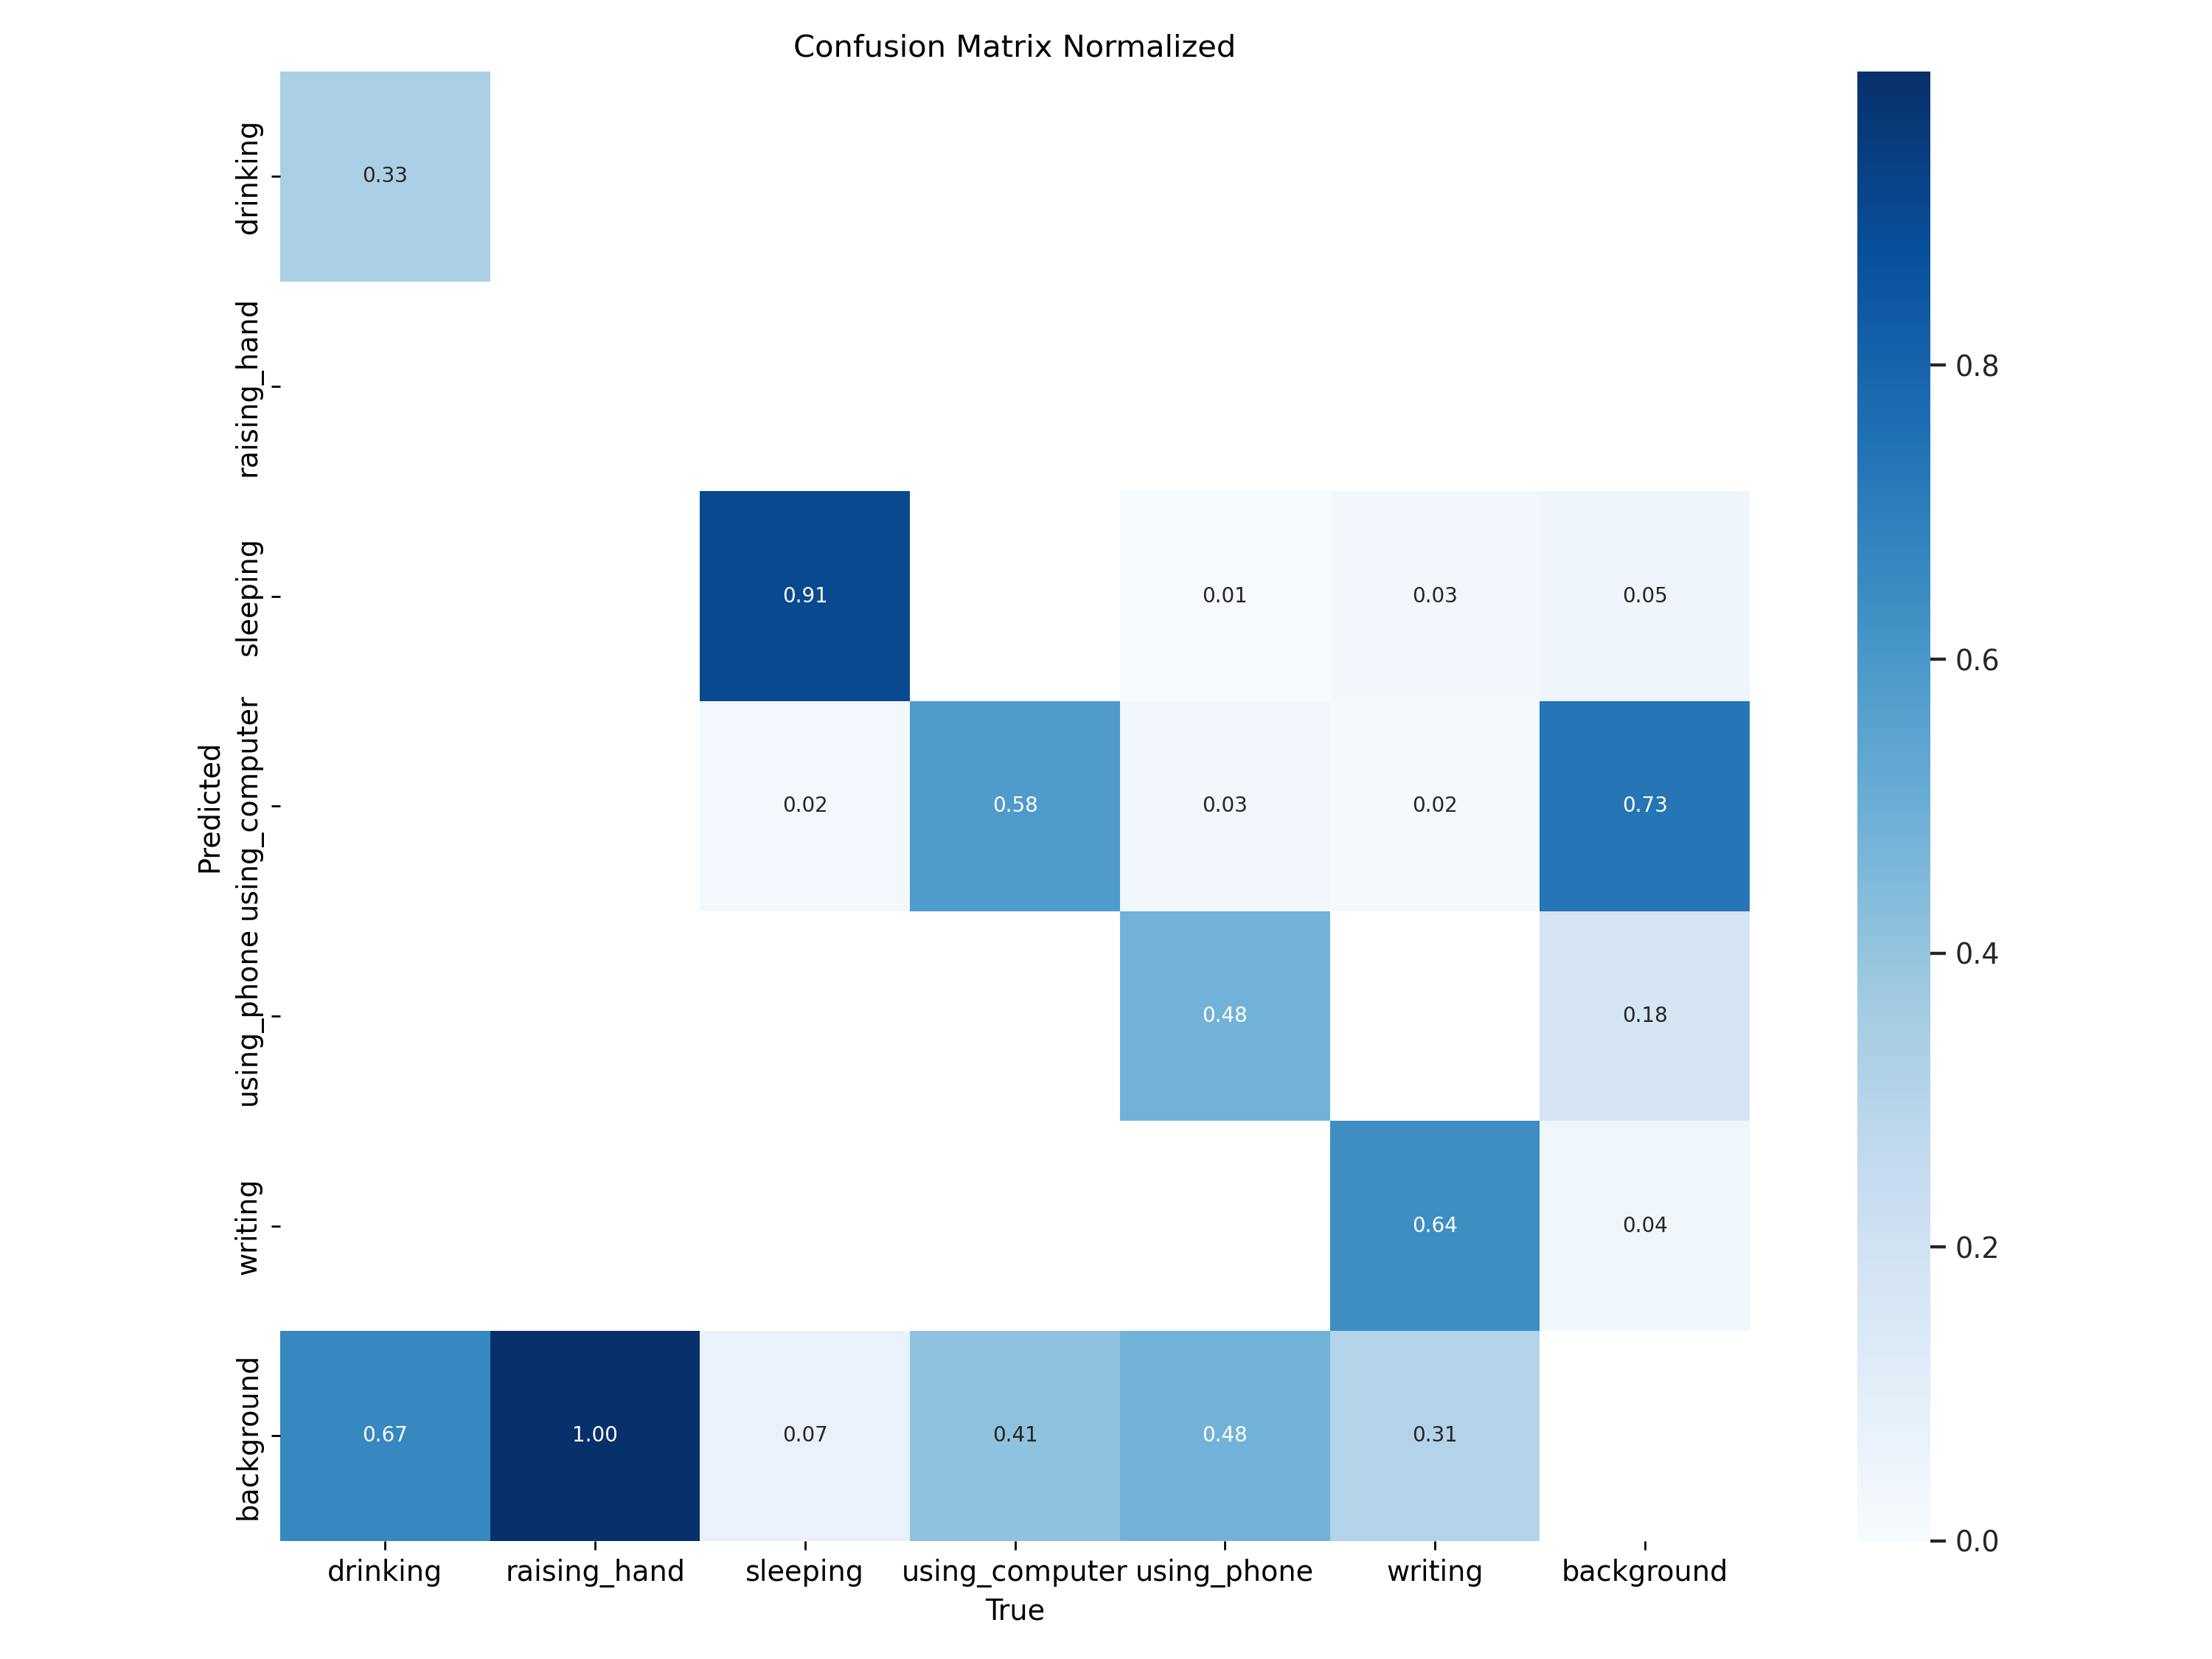 Confusion Matrix Normalized
drinking
0.33
raising_hand
sleeping
0.91
0.01
0.03
0.05
0.8
0.6
Predicted
using_computer
0.02
0.58
0.03
0.02
0.73
using_phone
0.48
0.18
0.4
writing
0.64
0.04
0.2
background
0.67
1.00
0.07
0.41
0.48
0.31
0.0
drinking raising_hand sleeping using_computer using_phone writing background
True